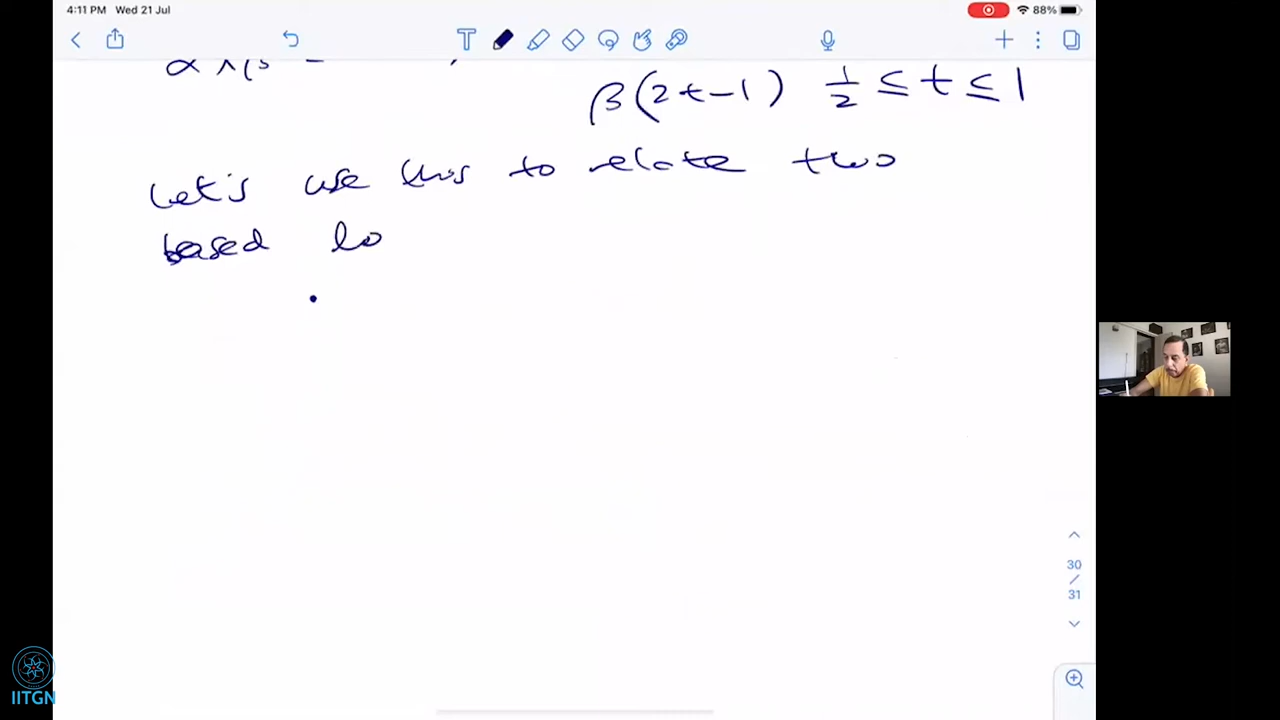 4:11 PM Wed 21 Jul
88%
β(2t-1) 1/2 ≤ t ≤ 1
Let's use this to relate two
based lo
30
/
31
IITGN